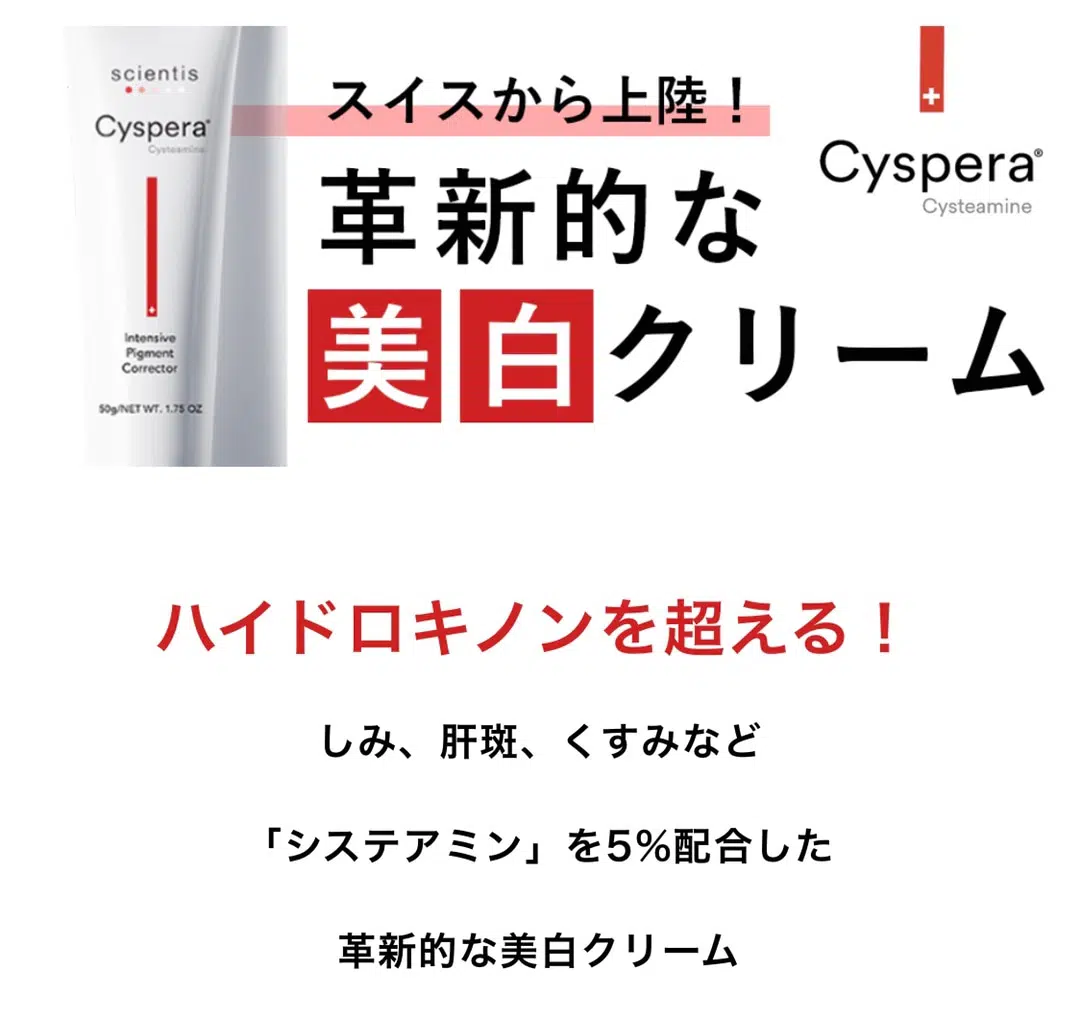 scientis
Cyspera®
Cysteamine
Intensive
Pigment
Corrector
50g/NET WT. 1.75 OZ
スイスから上陸！
革新的な
美白クリーム
Cyspera®
Cysteamine
ハイドロキノンを超える！
しみ、肝斑、くすみなど
「システアミン」を5%配合した
革新的な美白クリーム